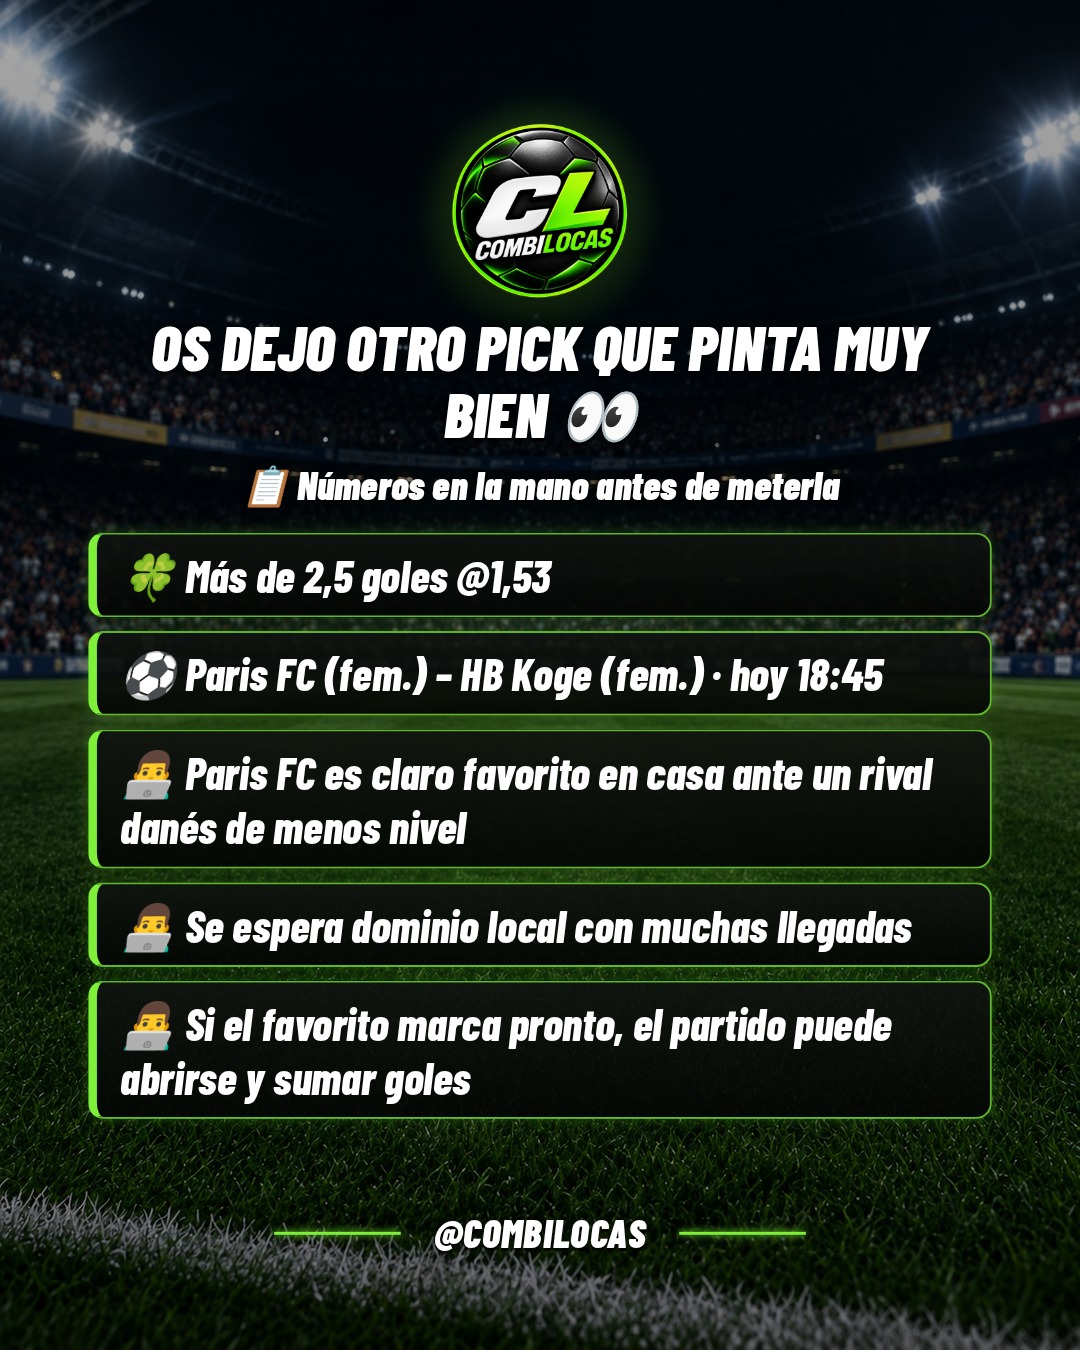 CL
COMBILOCAS
OS DEJO OTRO PICK QUE PINTA MUY
BIEN 👀
📋 Números en la mano antes de meterla
🍀 Más de 2,5 goles @1,53
⚽ Paris FC (fem.) – HB Koge (fem.) · hoy 18:45
👨‍💻 Paris FC es claro favorito en casa ante un rival
danés de menos nivel
👨‍💻 Se espera dominio local con muchas llegadas
👨‍💻 Si el favorito marca pronto, el partido puede
abrirse y sumar goles
@COMBILOCAS